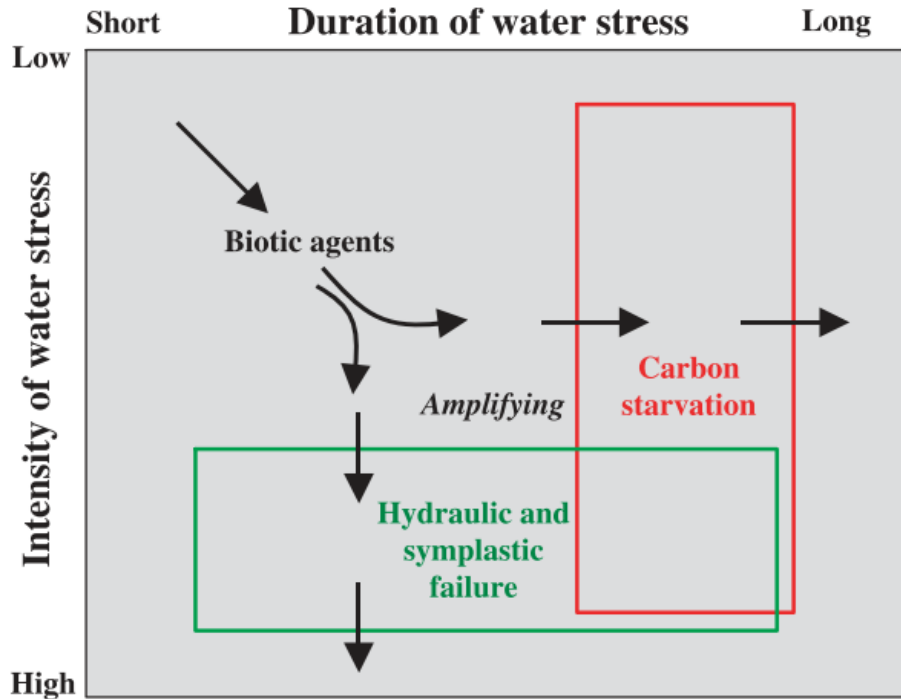 Short Duration of water stress Long
Low
Intensity of water stress
Biotic agents
Carbon
starvation
Amplifying
Hydraulic and
symplastic
failure
High